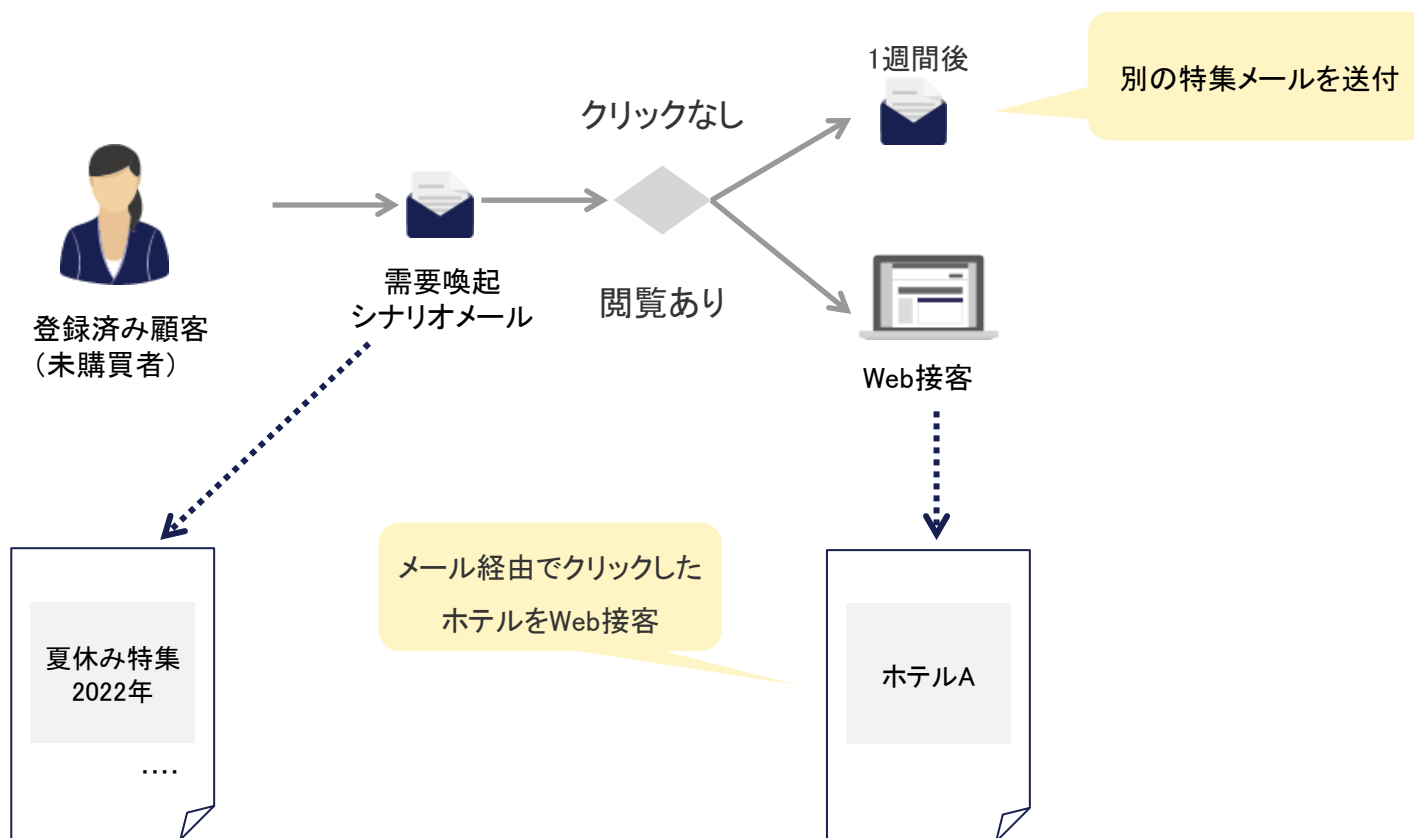 1週間後
別の特集メールを送付
クリックなし
需要喚起
シナリオメール
閲覧あり
登録済み顧客
（未購買者）
Web接客
メール経由でクリックした
ホテルをWeb接客
夏休み特集
2022年
‥‥
ホテルA